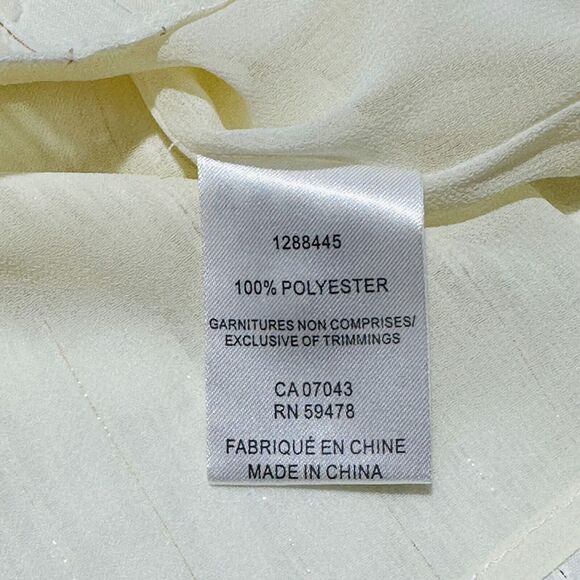 1288445
100% POLYESTER
GARNITURES NON COMPRISES/
EXCLUSIVE OF TRIMMINGS
CA 07043
RN 59478
FABRIQUÉ EN CHINE
MADE IN CHINA